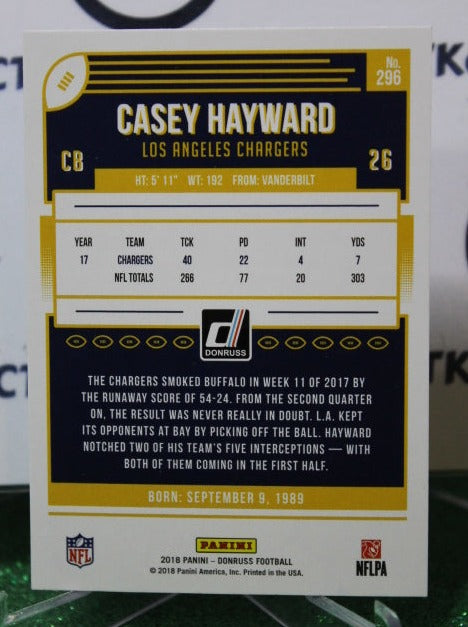 No.
296
CASEY HAYWARD
LOS ANGELES CHARGERS
CB
26
HT: 5' 11" WT: 192 FROM: VANDERBILT
YEAR TEAM TCK PD INT YDS
17 CHARGERS 40 22 4 7
NFL TOTALS 266 77 20 303
DONRUSS
THE CHARGERS SMOKED BUFFALO IN WEEK 11 OF 2017 BY
THE RUNAWAY SCORE OF 54-24. FROM THE SECOND QUARTER
ON, THE RESULT WAS NEVER REALLY IN DOUBT. L.A. KEPT
ITS OPPONENTS AT BAY BY PICKING OFF THE BALL. HAYWARD
NOTCHED TWO OF HIS TEAM'S FIVE INTERCEPTIONS — WITH
BOTH OF THEM COMING IN THE FIRST HALF.
BORN: SEPTEMBER 9, 1989
NFL
PANINI
2018 PANINI – DONRUSS FOOTBALL
© 2018 Panini America, Inc. Printed in the USA.
NFLPA